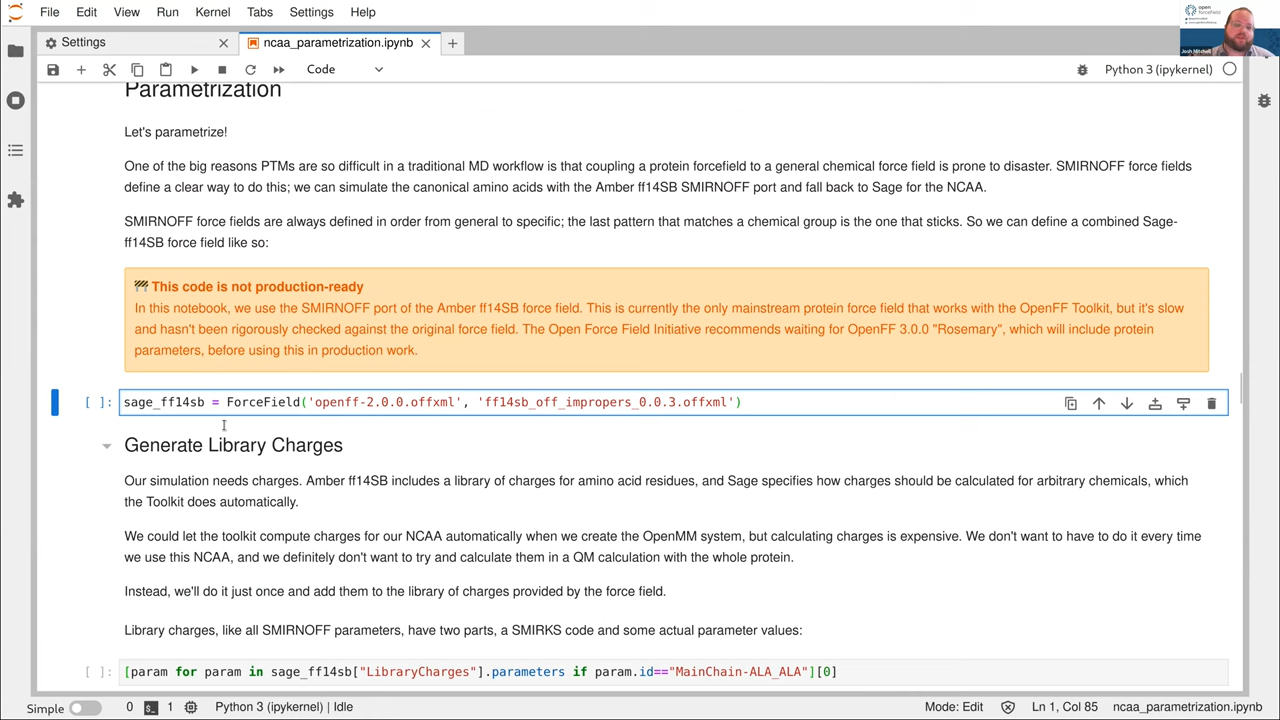 File Edit View Run Kernel Tabs Settings Help
open
forcefield
Josh Mitchell
Settings
ncaa_parametrization.ipynb
Code
Python 3 (ipykernel)
Parametrization
Let's parametrize!
One of the big reasons PTMs are so difficult in a traditional MD workflow is that coupling a protein forcefield to a general chemical force field is prone to disaster. SMIRNOFF force fields
define a clear way to do this; we can simulate the canonical amino acids with the Amber ff14SB SMIRNOFF port and fall back to Sage for the NCAA.
SMIRNOFF force fields are always defined in order from general to specific; the last pattern that matches a chemical group is the one that sticks. So we can define a combined Sage-
ff14SB force field like so:
🚧 This code is not production-ready
In this notebook, we use the SMIRNOFF port of the Amber ff14SB force field. This is currently the only mainstream protein force field that works with the OpenFF Toolkit, but it's slow
and hasn't been rigorously checked against the original force field. The Open Force Field Initiative recommends waiting for OpenFF 3.0.0 "Rosemary", which will include protein
parameters, before using this in production work.
[ ]: sage_ff14sb = ForceField('openff-2.0.0.offxml', 'ff14sb_off_impropers_0.0.3.offxml')
Generate Library Charges
Our simulation needs charges. Amber ff14SB includes a library of charges for amino acid residues, and Sage specifies how charges should be calculated for arbitrary chemicals, which
the Toolkit does automatically.
We could let the toolkit compute charges for our NCAA automatically when we create the OpenMM system, but calculating charges is expensive. We don't want to have to do it every time
we use this NCAA, and we definitely don't want to try and calculate them in a QM calculation with the whole protein.
Instead, we'll do it just once and add them to the library of charges provided by the force field.
Library charges, like all SMIRNOFF parameters, have two parts, a SMIRKS code and some actual parameter values:
[ ]: [param for param in sage_ff14sb["LibraryCharges"].parameters if param.id=="MainChain-ALA_ALA"][0]
Simple 0 1 Python 3 (ipykernel) | Idle Mode: Edit Ln 1, Col 85 ncaa_parametrization.ipynb